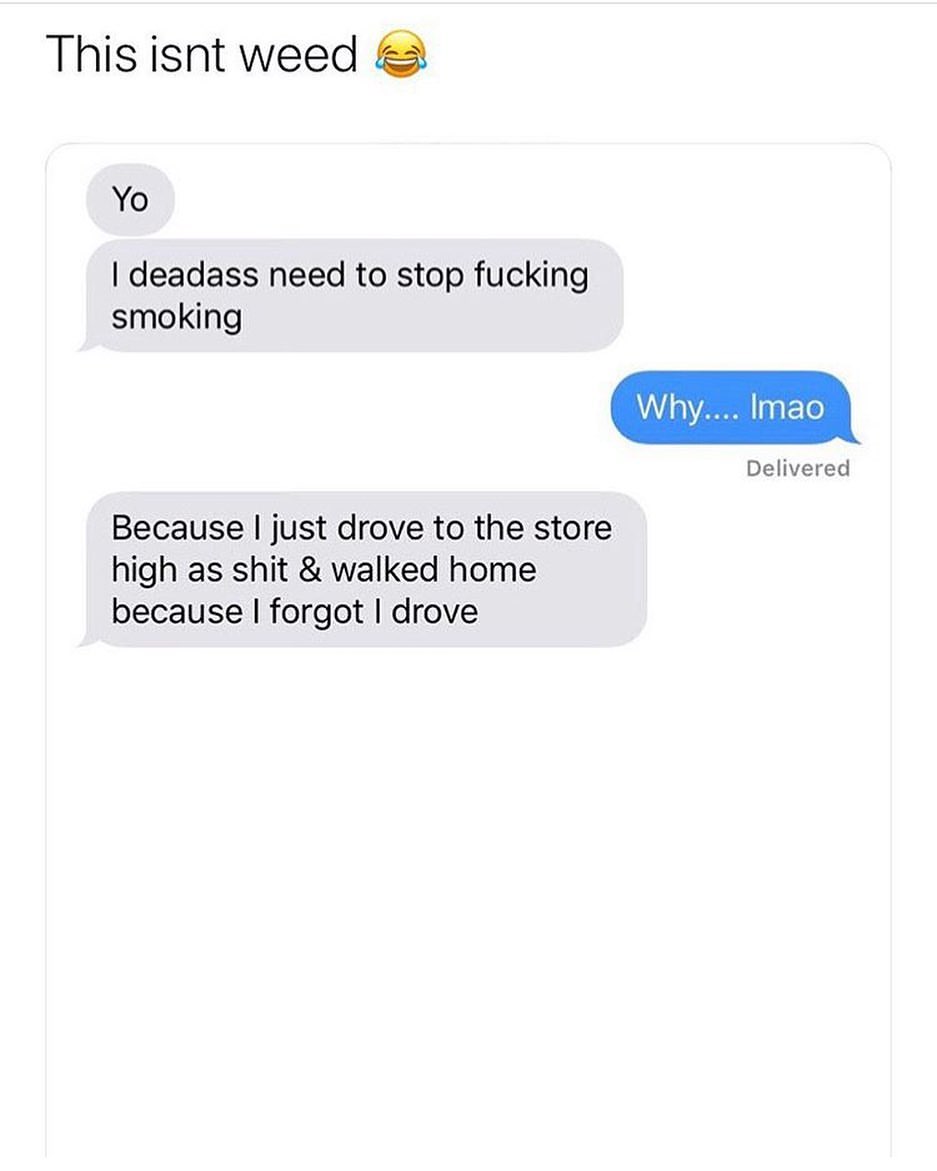 This isnt weed 😂
Yo
I deadass need to stop fucking
smoking
Why.... lmao
Delivered
Because I just drove to the store
high as shit & walked home
because I forgot I drove